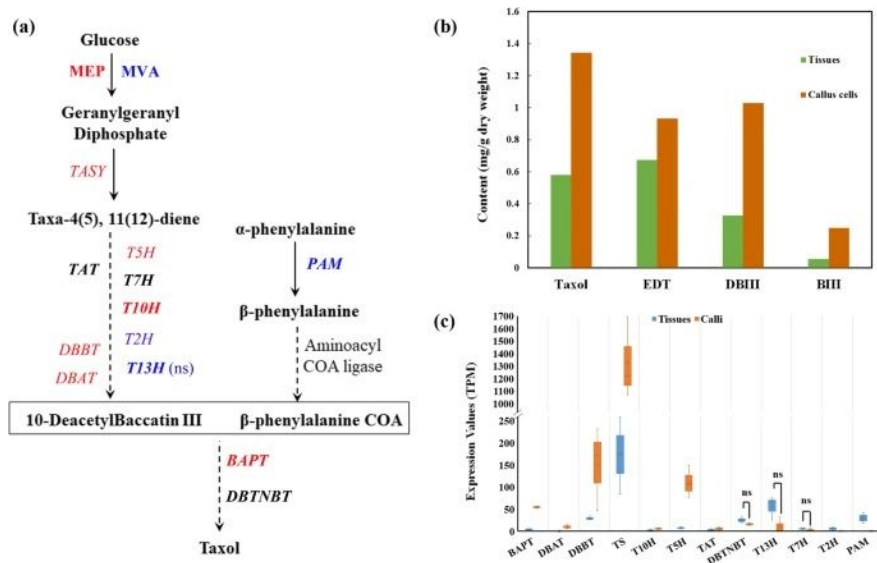 (a)
Glucose
MEP MVA
Geranylgeranyl
Diphosphate
TASY
Taxa-4(5), 11(12)-diene
TAT
T5H
T7H
T10H
T2H
T13H (ns)
DBBT
DBAT
α-phenylalanine
PAM
β-phenylalanine
Aminoacyl
COA ligase
10-DeacetylBaccatin III β-phenylalanine COA
BAPT
DBTNBT
Taxol
(b)
Content (mg/g dry weight)
1.6
1.4
1.2
1
0.8
0.6
0.4
0.2
0
Tissues
Callus cells
Taxol EDT DBIII BIII
(c)
Expression Values (TPM)
Tissues Calli
1700
1600
1500
1400
1300
1200
1100
1000
250
200
150
100
50
0
ns
ns
ns
BAPT DBAT DBBT TS T10H T5H TAT DBTNBT T13H T7H T2H PAM